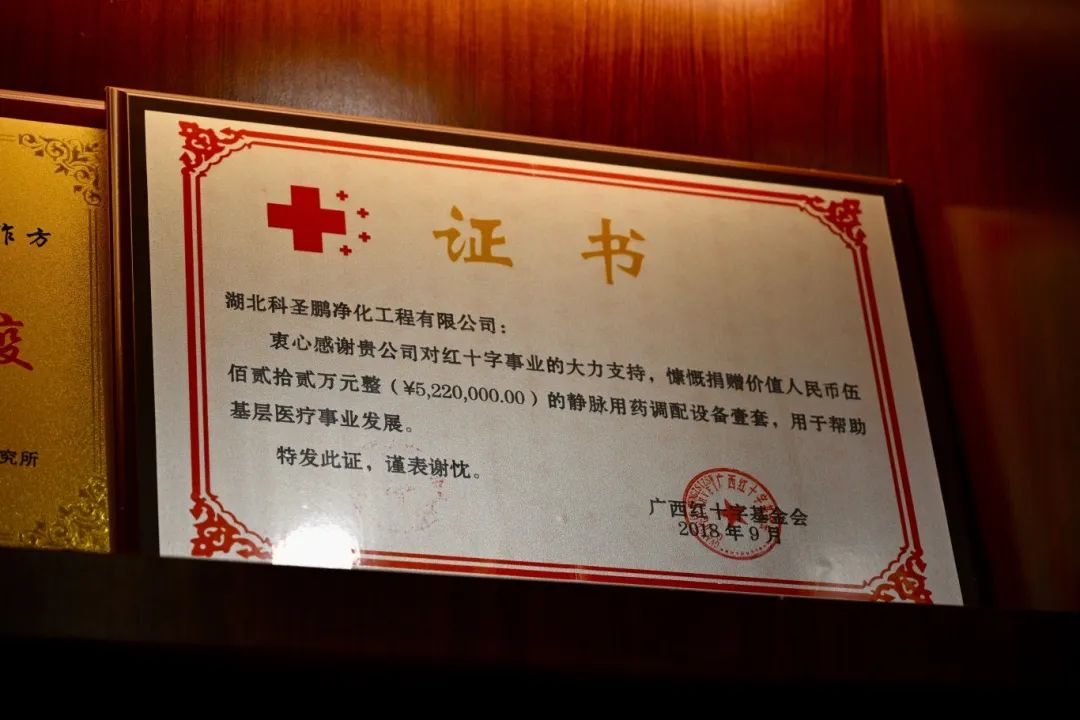 作方
度
究所
证书
湖北科圣鹏净化工程有限公司：
衷心感谢贵公司对红十字事业的大力支持，慷慨捐赠价值人民币伍
佰贰拾贰万元整（¥5,220,000.00）的静脉用药调配设备壹套，用于帮助
基层医疗事业发展。
特发此证，谨表谢忱。
广西红十字基金会
2018年9月